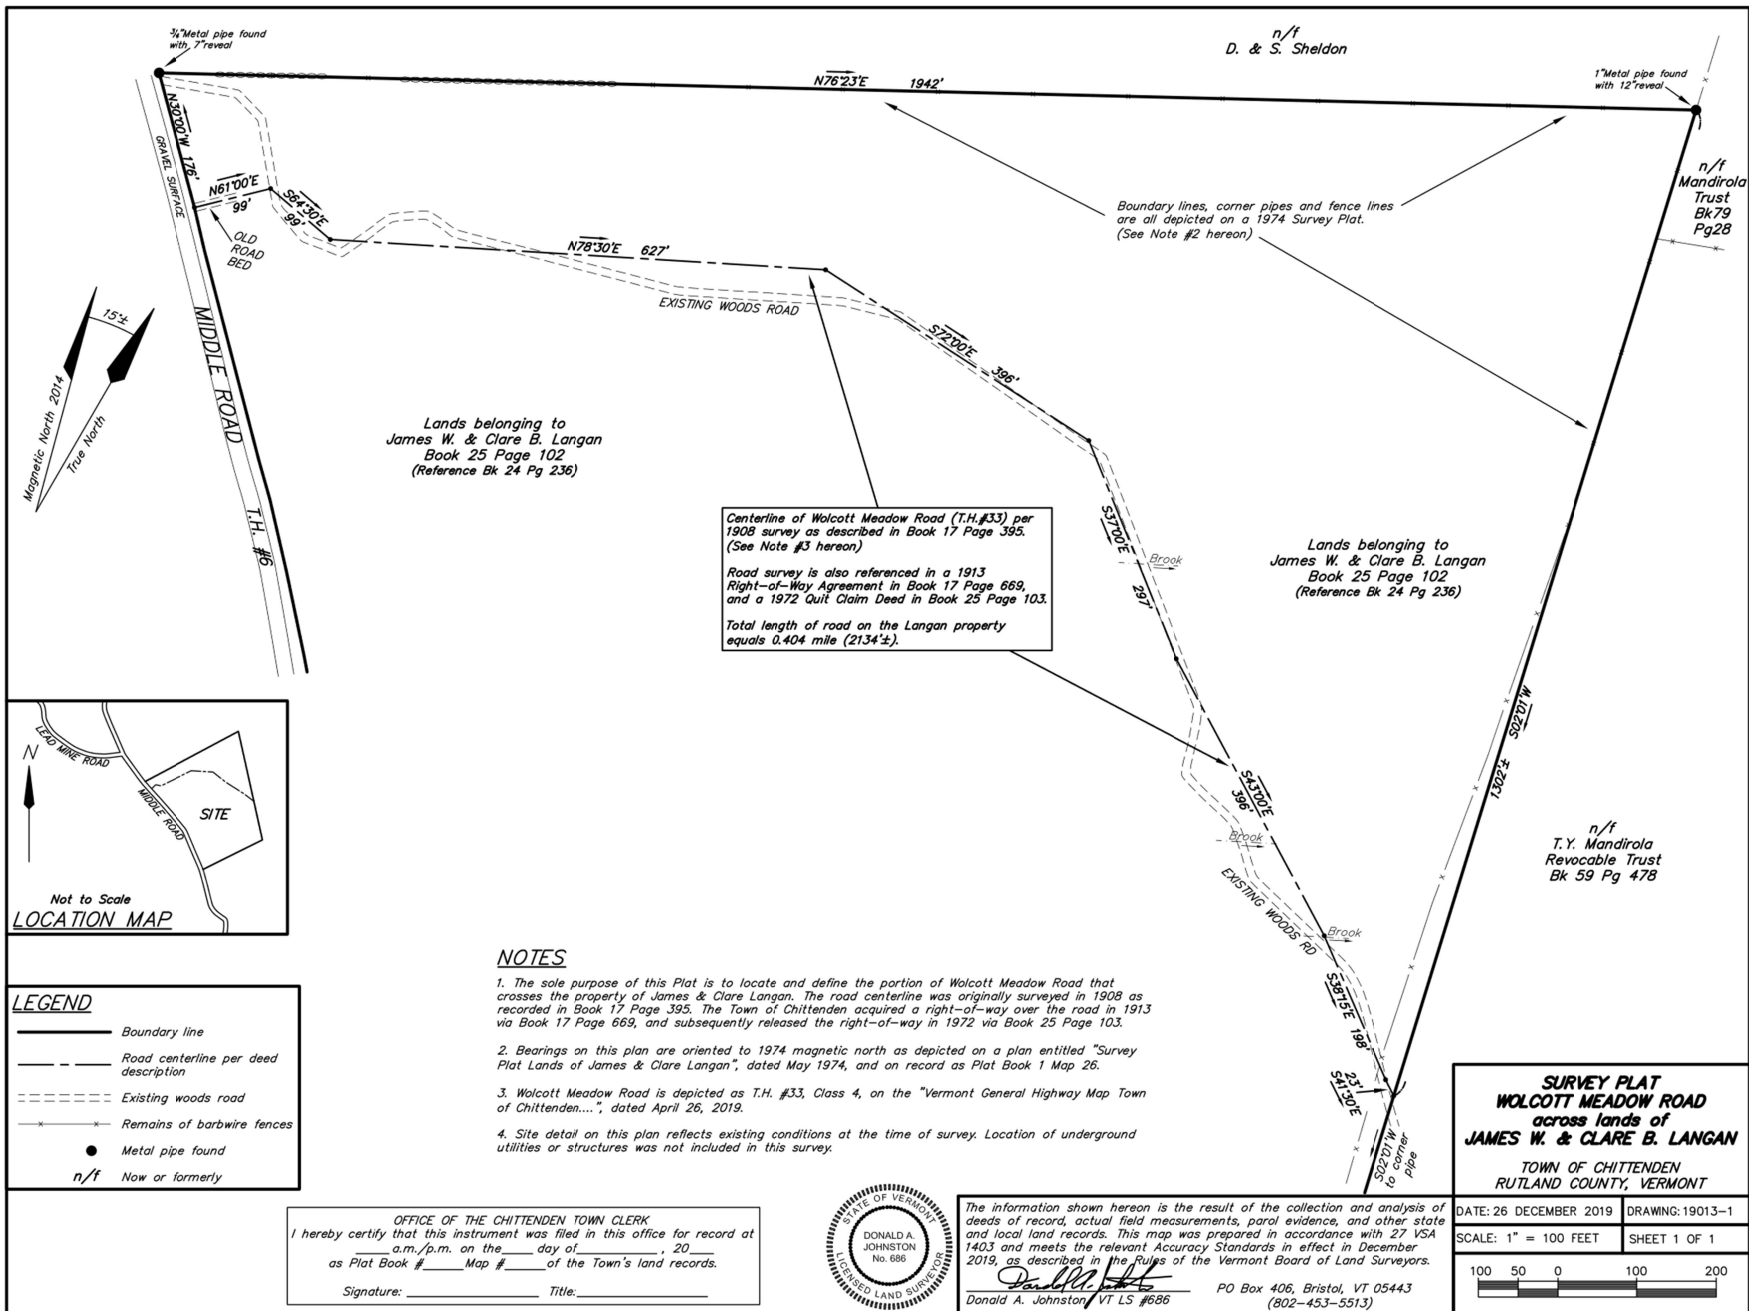 3/4"Metal pipe found
with 7"reveal
n/f
D. & S. Sheldon
N76°23'E 1942'
1"Metal pipe found
with 12"reveal
N30°00'W 176'
GRAVEL SURFACE
N61°00'E
99'
S64°30'E
99'
OLD
ROAD
BED
N78°30'E 627'
EXISTING WOODS ROAD
Boundary lines, corner pipes and fence lines
are all depicted on a 1974 Survey Plat.
(See Note #2 hereon)
n/f
Mandirola
Trust
Bk79
Pg28
15°±
Magnetic North 2014
True North
MIDDLE ROAD
T.H. #6
S72°00'E
396'
Lands belonging to
James W. & Clare B. Langan
Book 25 Page 102
(Reference Bk 24 Pg 236)
Centerline of Wolcott Meadow Road (T.H.#33) per
1908 survey as described in Book 17 Page 395.
(See Note #3 hereon)
Road survey is also referenced in a 1913
Right-of-Way Agreement in Book 17 Page 669,
and a 1972 Quit Claim Deed in Book 25 Page 103.
Total length of road on the Langan property
equals 0.404 mile (2134'±).
S37°00'E
297'
Brook
Lands belonging to
James W. & Clare B. Langan
Book 25 Page 102
(Reference Bk 24 Pg 236)
S02°01'W
1302'±
S43°00'E
396'
Brook
EXISTING WOODS RD
Brook
n/f
T.Y. Mandirola
Revocable Trust
Bk 59 Pg 478
S38°15'E 198'
23'
S41°30'E
S02°01'W
to corner
pipe
LEAD MINE ROAD
N
MIDDLE ROAD
SITE
Not to Scale
LOCATION MAP
LEGEND
Boundary line
Road centerline per deed
description
Existing woods road
Remains of barbwire fences
Metal pipe found
n/f Now or formerly
NOTES
1. The sole purpose of this Plat is to locate and define the portion of Wolcott Meadow Road that
crosses the property of James & Clare Langan. The road centerline was originally surveyed in 1908 as
recorded in Book 17 Page 395. The Town of Chittenden acquired a right-of-way over the road in 1913
via Book 17 Page 669, and subsequently released the right-of-way in 1972 via Book 25 Page 103.
2. Bearings on this plan are oriented to 1974 magnetic north as depicted on a plan entitled "Survey
Plat Lands of James & Clare Langan", dated May 1974, and on record as Plat Book 1 Map 26.
3. Wolcott Meadow Road is depicted as T.H. #33, Class 4, on the "Vermont General Highway Map Town
of Chittenden....", dated April 26, 2019.
4. Site detail on this plan reflects existing conditions at the time of survey. Location of underground
utilities or structures was not included in this survey.
OFFICE OF THE CHITTENDEN TOWN CLERK
I hereby certify that this instrument was filed in this office for record at
_____ a.m./p.m. on the_____ day of____________ , 20____
as Plat Book #______ Map #______ of the Town's land records.
Signature: __________________ Title:__________________
STATE OF VERMONT
DONALD A.
JOHNSTON
No. 686
LICENSED LAND SURVEYOR
The information shown hereon is the result of the collection and analysis of
deeds of record, actual field measurements, parol evidence, and other state
and local land records. This map was prepared in accordance with 27 VSA
1403 and meets the relevant Accuracy Standards in effect in December
2019, as described in the Rules of the Vermont Board of Land Surveyors.
Donald A. Johnston VT LS #686
PO Box 406, Bristol, VT 05443
(802-453-5513)
SURVEY PLAT
WOLCOTT MEADOW ROAD
across lands of
JAMES W. & CLARE B. LANGAN
TOWN OF CHITTENDEN
RUTLAND COUNTY, VERMONT
DATE: 26 DECEMBER 2019
DRAWING: 19013-1
SCALE: 1" = 100 FEET
SHEET 1 OF 1
100 50 0 100 200